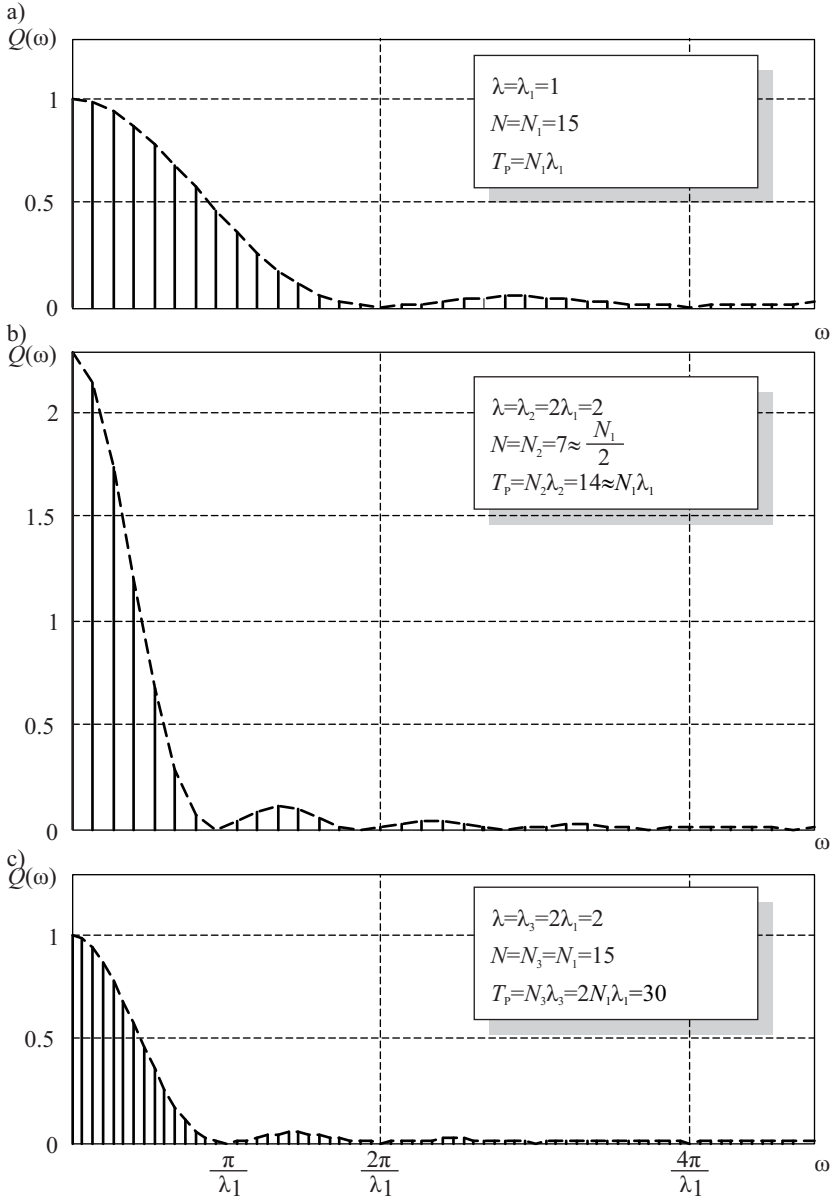 a)
Q(ω)
1
0.5
0
ω
λ=λ₁=1
N=N₁=15
Tₚ=N₁λ₁
b)
Q(ω)
2
1.5
1
0.5
0
ω
λ=λ₂=2λ₁=2
N=N₂=7≈N₁/2
Tₚ=N₂λ₂=14≈N₁λ₁
c)
Q(ω)
1
0.5
0
λ=λ₃=2λ₁=2
N=N₃=N₁=15
Tₚ=N₃λ₃=2N₁λ₁=30
π/λ1 2π/λ1 4π/λ1 ω